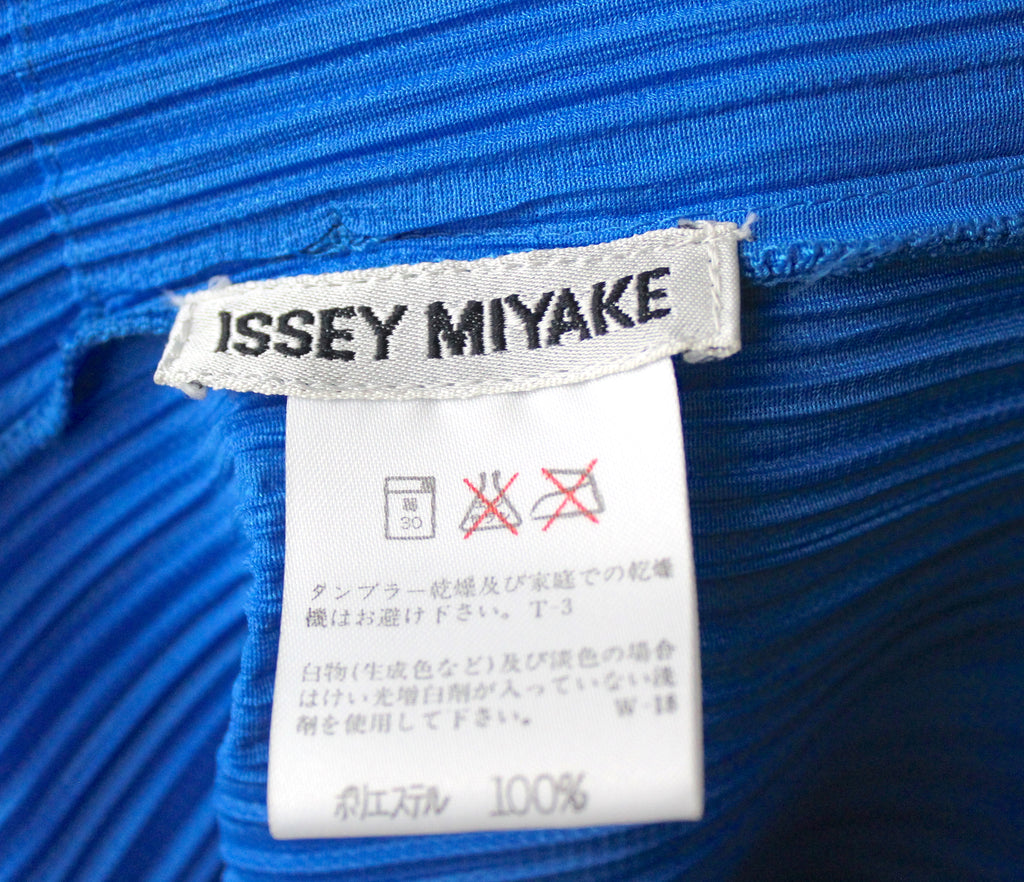 ISSEY MIYAKE
弱
30
タンブラー乾燥及び家庭での乾燥
機はお避け下さい。T-3
白物(生成色など)及び淡色の場合
はけい光増白剤が入っていない洗
剤を使用して下さい。 W-18
ポリエステル 100%